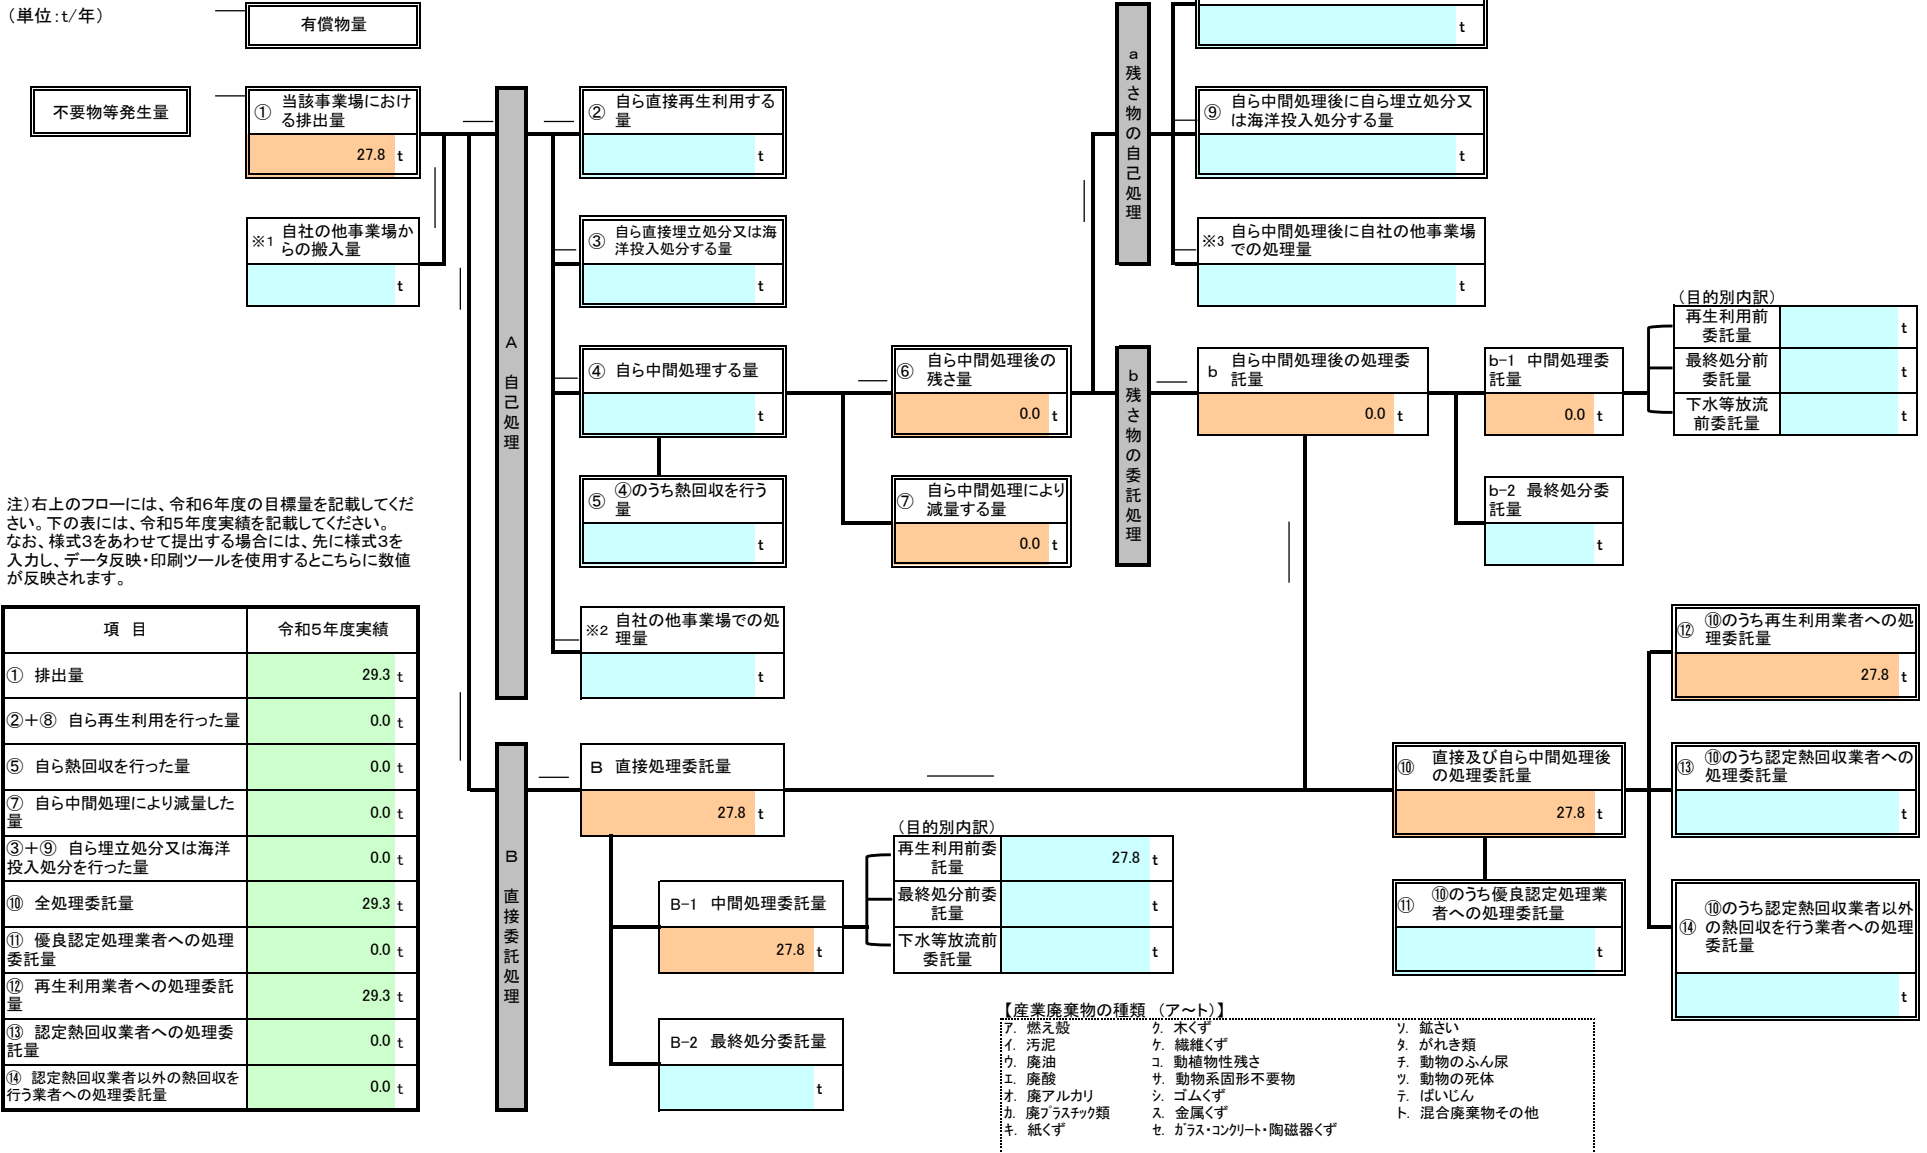 （単位:t/年）
有償物量
t
不要物等発生量
① 当該事業場におけ
る排出量
27.8 t
※1 自社の他事業場か
らの搬入量
t
A 自己処理
② 自ら直接再生利用する
量
t
③ 自ら直接埋立処分又は海
洋投入処分する量
t
④ 自ら中間処理する量
t
⑤ ④のうち熱回収を行う
量
t
※2 自社の他事業場での処
理量
t
⑥ 自ら中間処理後の
残さ量
0.0 t
⑦ 自ら中間処理により
減量する量
0.0 t
a 残さ物の自己処理
⑨ 自ら中間処理後に自ら埋立処分又
は海洋投入処分する量
t
※3 自ら中間処理後に自社の他事業場
での処理量
t
b 残さ物の委託処理
b 自ら中間処理後の処理委
託量
0.0 t
b-1 中間処理委
託量
0.0 t
b-2 最終処分委
託量
t
（目的別内訳）
再生利用前
委託量
t
最終処分前
委託量
t
下水等放流
前委託量
t
注）右上のフローには、令和6年度の目標量を記載してくだ
さい。下の表には、令和5年度実績を記載してください。
なお、様式3をあわせて提出する場合には、先に様式3を
入力し、データ反映・印刷ツールを使用するとこちらに数値
が反映されます。
項 目 令和5年度実績
① 排出量 29.3 t
②＋⑧ 自ら再生利用を行った量 0.0 t
⑤ 自ら熱回収を行った量 0.0 t
⑦ 自ら中間処理により減量した
量 0.0 t
③＋⑨ 自ら埋立処分又は海洋
投入処分を行った量 0.0 t
⑩ 全処理委託量 29.3 t
⑪ 優良認定処理業者への処理
委託量 0.0 t
⑫ 再生利用業者への処理委託
量 29.3 t
⑬ 認定熱回収業者への処理委
託量 0.0 t
⑭ 認定熱回収業者以外の熱回収を
行う業者への処理委託量 0.0 t
B 直接委託処理
B 直接処理委託量
27.8 t
B-1 中間処理委託量
27.8 t
B-2 最終処分委託量
t
（目的別内訳）
再生利用前委
託量
27.8 t
最終処分前委
託量
t
下水等放流前
委託量
t
⑩ 直接及び自ら中間処理後
の処理委託量
27.8 t
⑪ ⑩のうち優良認定処理業
者への処理委託量
t
⑫ ⑩のうち再生利用業者への処
理委託量
27.8 t
⑬ ⑩のうち認定熱回収業者への
処理委託量
t
⑭ ⑩のうち認定熱回収業者以外
の熱回収を行う業者への処理
委託量
t
【産業廃棄物の種類 （ア～ト）】
ア. 燃え殻 ク. 木くず ソ. 鉱さい
イ. 汚泥 ケ. 繊維くず タ. がれき類
ウ. 廃油 コ. 動植物性残さ チ. 動物のふん尿
エ. 廃酸 サ. 動物系固形不要物 ツ. 動物の死体
オ. 廃アルカリ シ. ゴムくず テ. ばいじん
カ. 廃プラスチック類 ス. 金属くず ト. 混合廃棄物その他
キ. 紙くず セ. ガラス・コンクリート・陶磁器くず